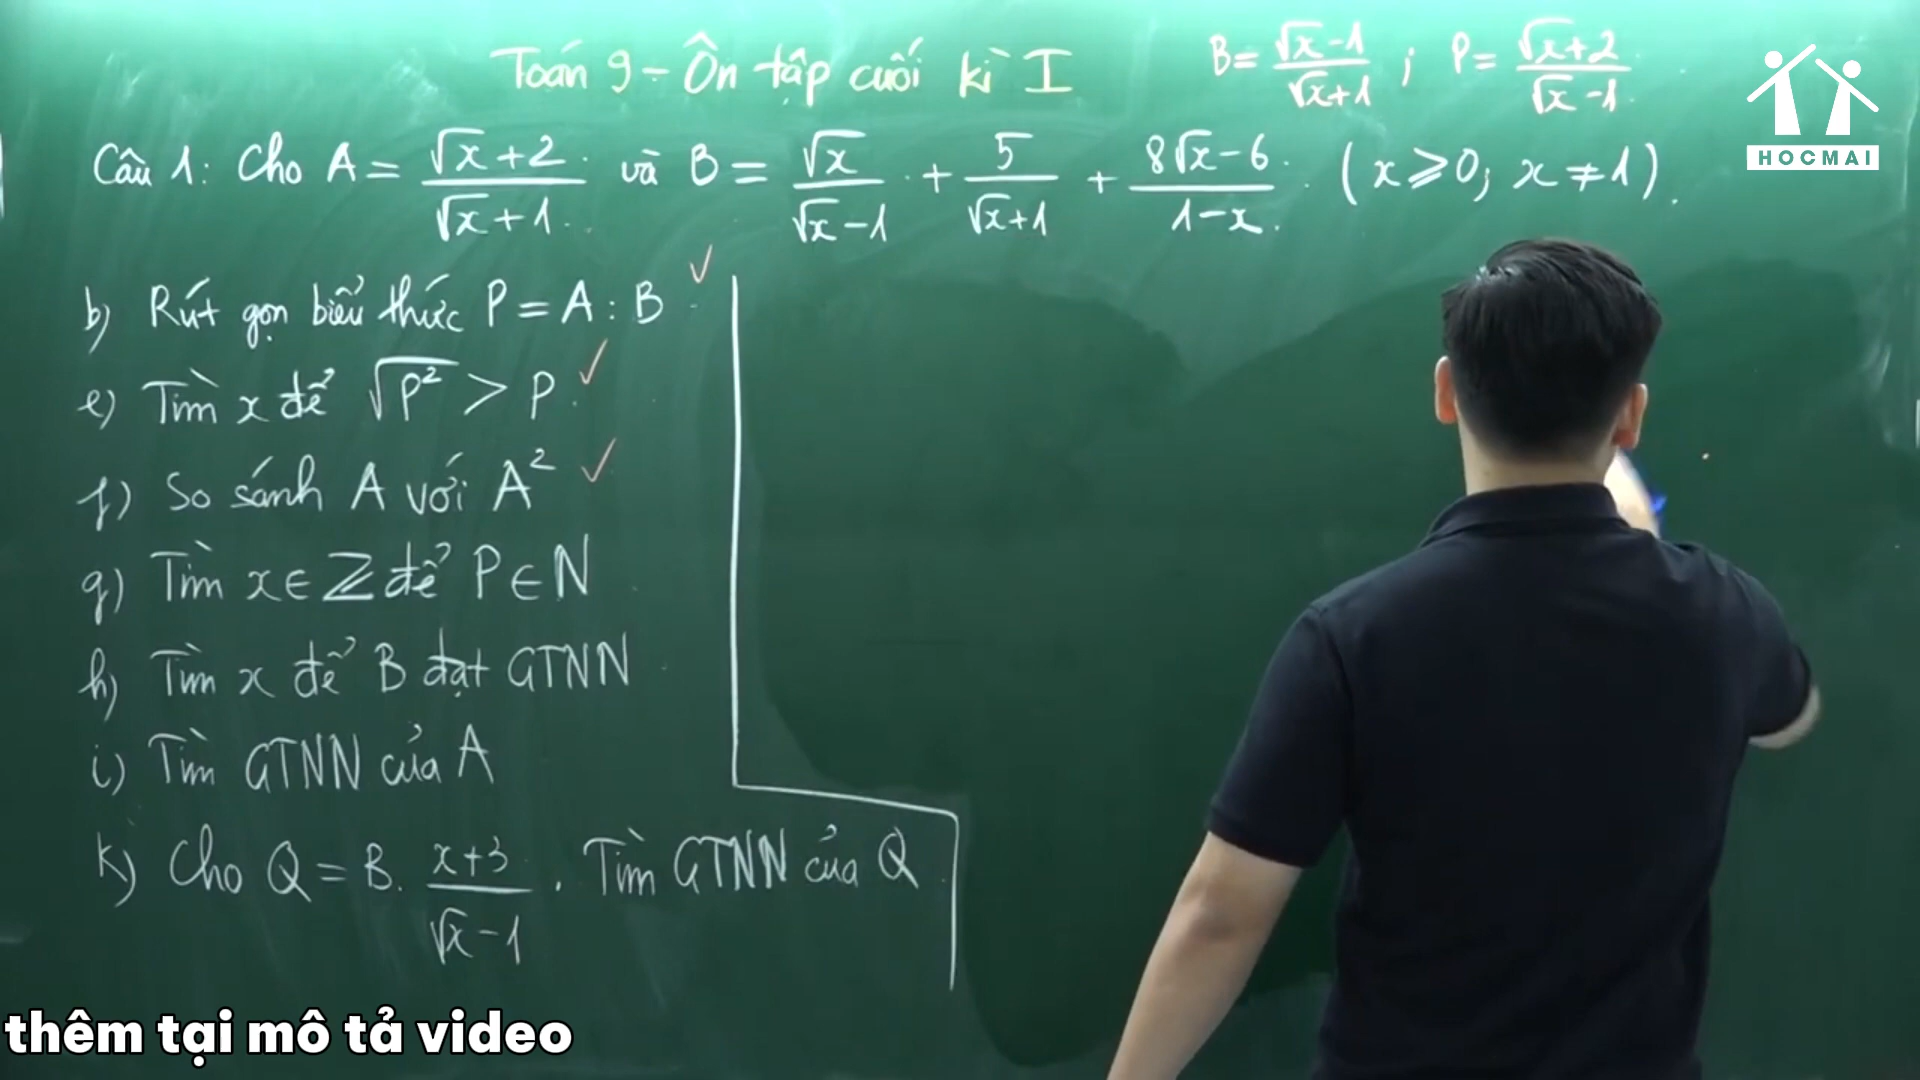 Toán 9 - Ôn tập cuối kì I
B = (√x - 1)/(√x + 1) ; P = (√x + 2)/(√x - 1)
HOCMAI
Câu 1: Cho A = (√x + 2)/(√x + 1) và B = √x/(√x - 1) + 5/(√x + 1) + (8√x - 6)/(1 - x) (x ⩾ 0; x ≠ 1).
b) Rút gọn biểu thức P = A : B ✓
e) Tìm x để √P² > P ✓
f) So sánh A với A² ✓
g) Tìm x ∈ Z để P ∈ N
h) Tìm x để B đạt GTNN
i) Tìm GTNN của A
k) Cho Q = B. (x + 3)/(√x - 1). Tìm GTNN của Q
thêm tại mô tả video